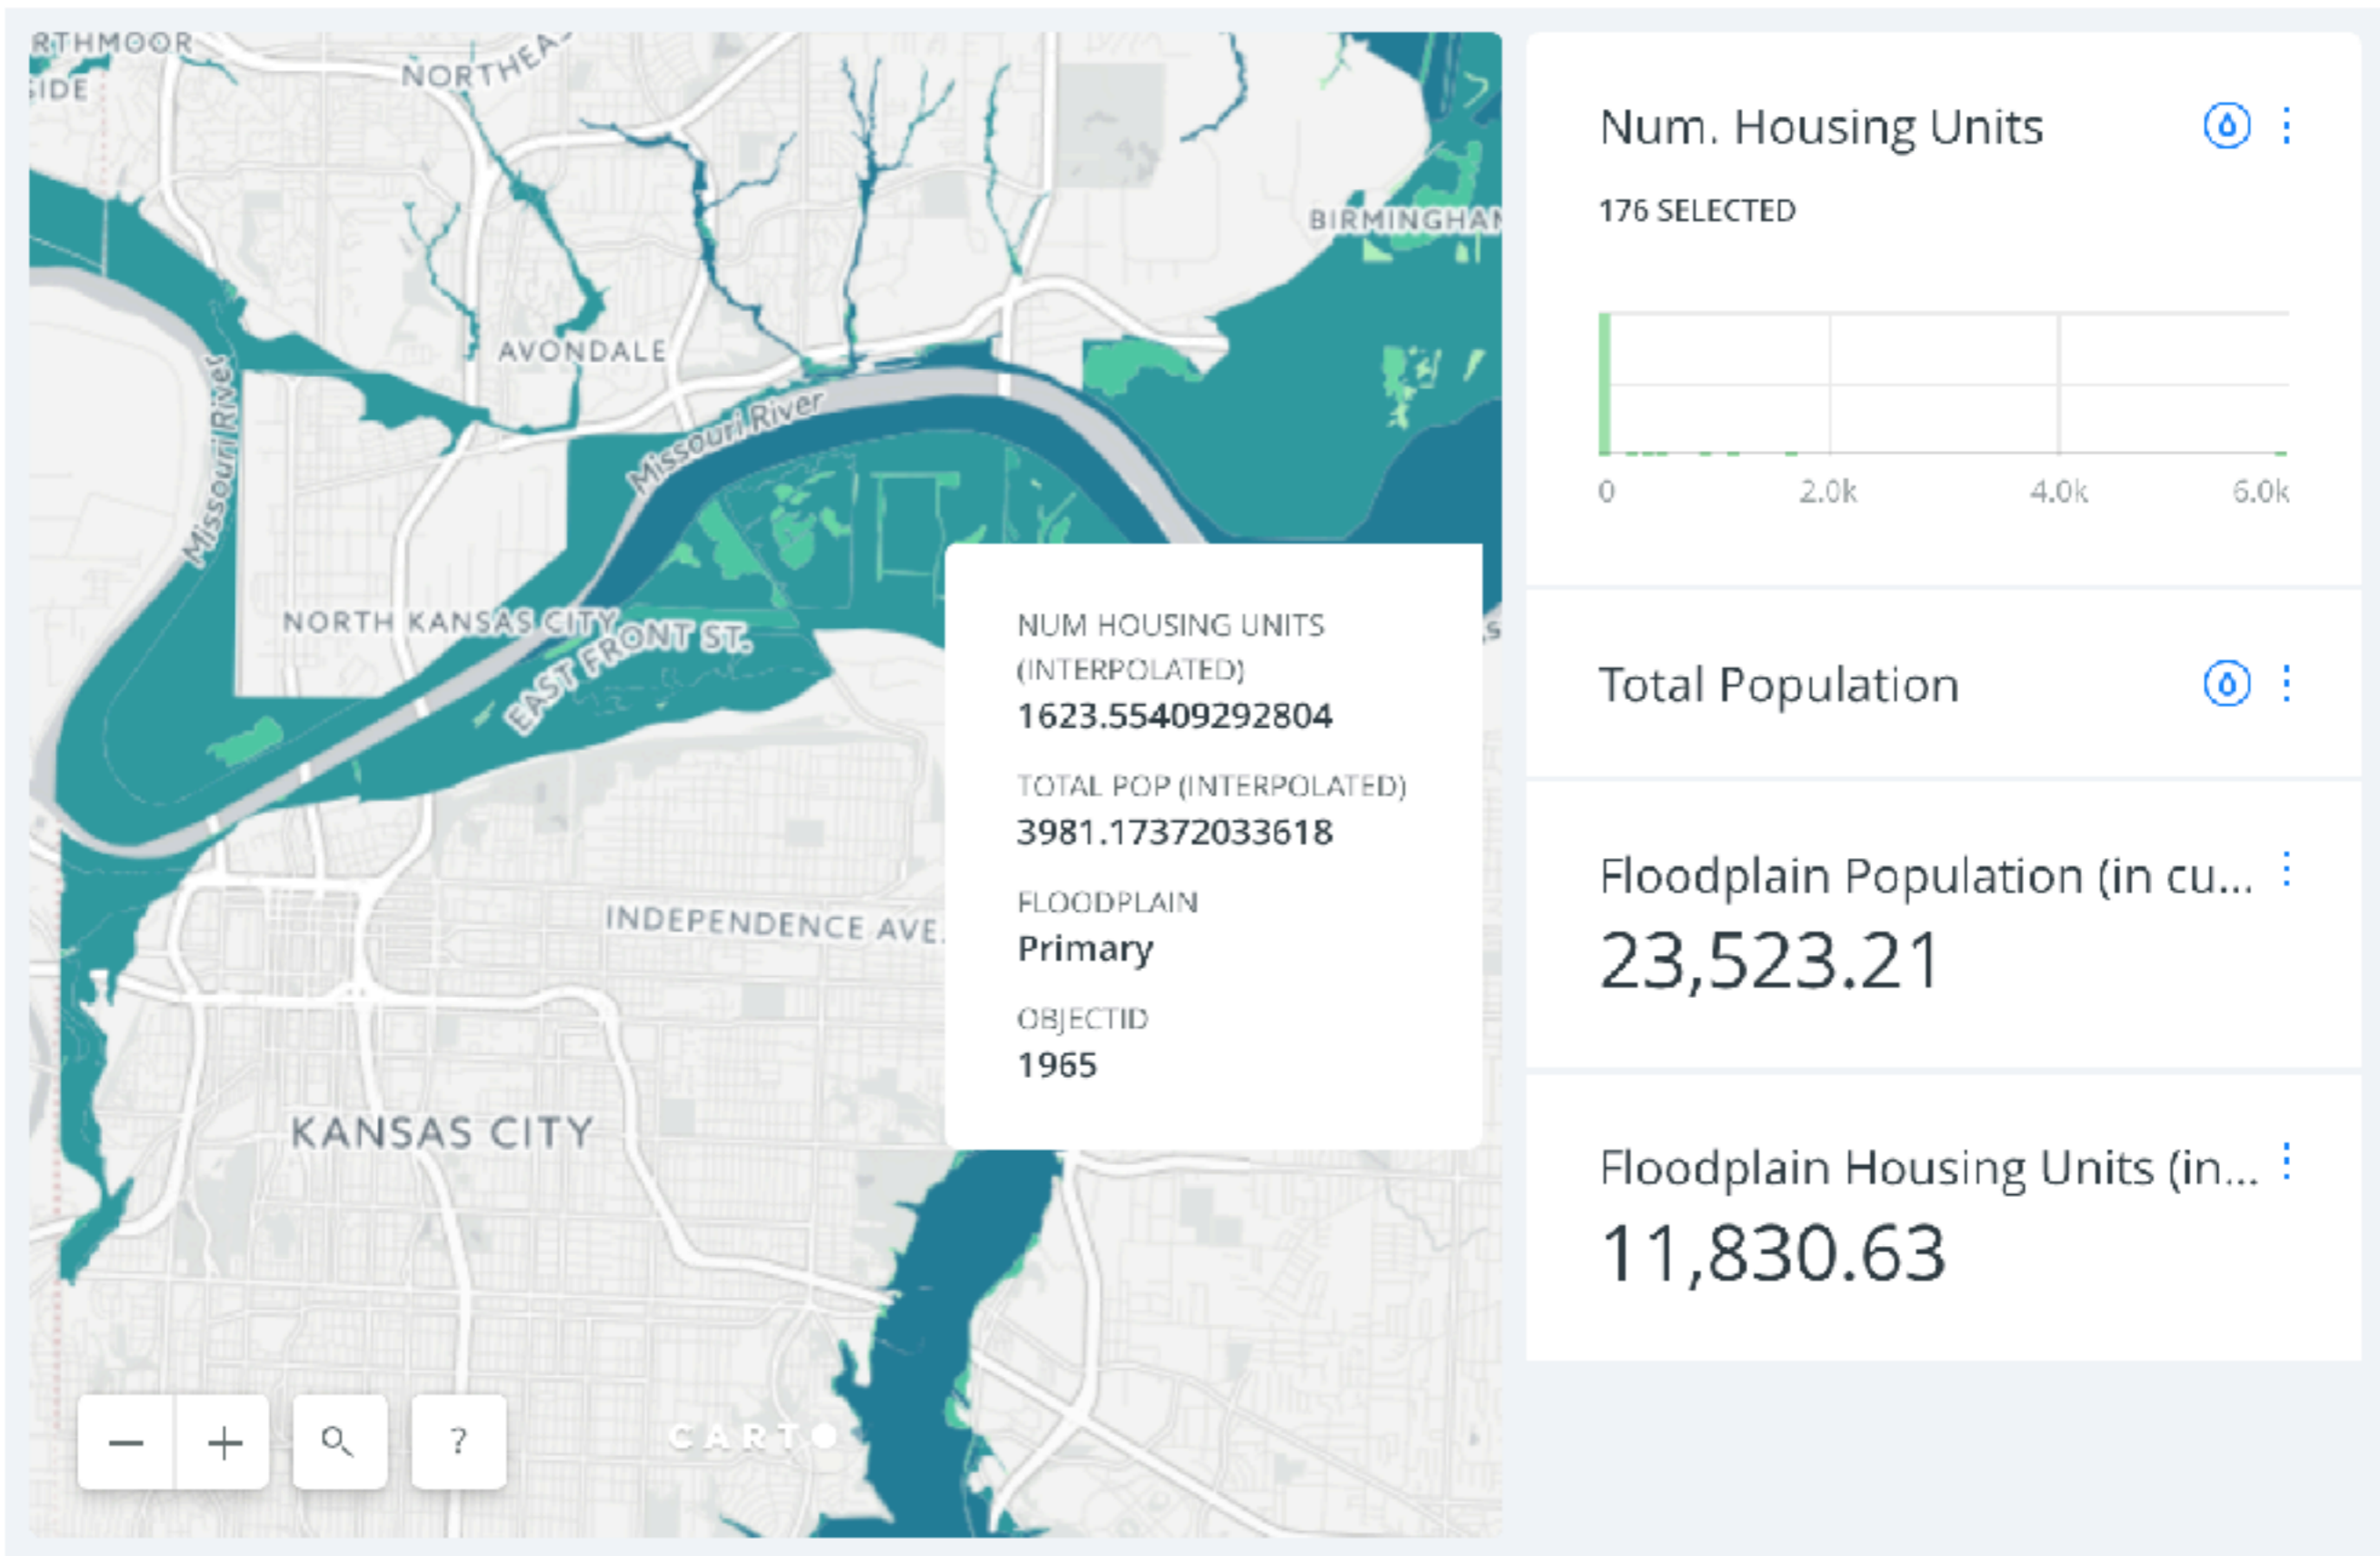 RTHMOOR
SIDE
NORTHEAS
BIRMINGHAM
AVONDALE
Missouri River
Missouri River
NORTH KANSAS CITY
EAST FRONT ST.
INDEPENDENCE AVE.
KANSAS CITY
NUM HOUSING UNITS
(INTERPOLATED)
1623.55409292804
TOTAL POP (INTERPOLATED)
3981.17372033618
FLOODPLAIN
Primary
OBJECTID
1965
− +
?
CARTO
Num. Housing Units
176 SELECTED
0 2.0k 4.0k 6.0k
Total Population
Floodplain Population (in cu...
23,523.21
Floodplain Housing Units (in...
11,830.63